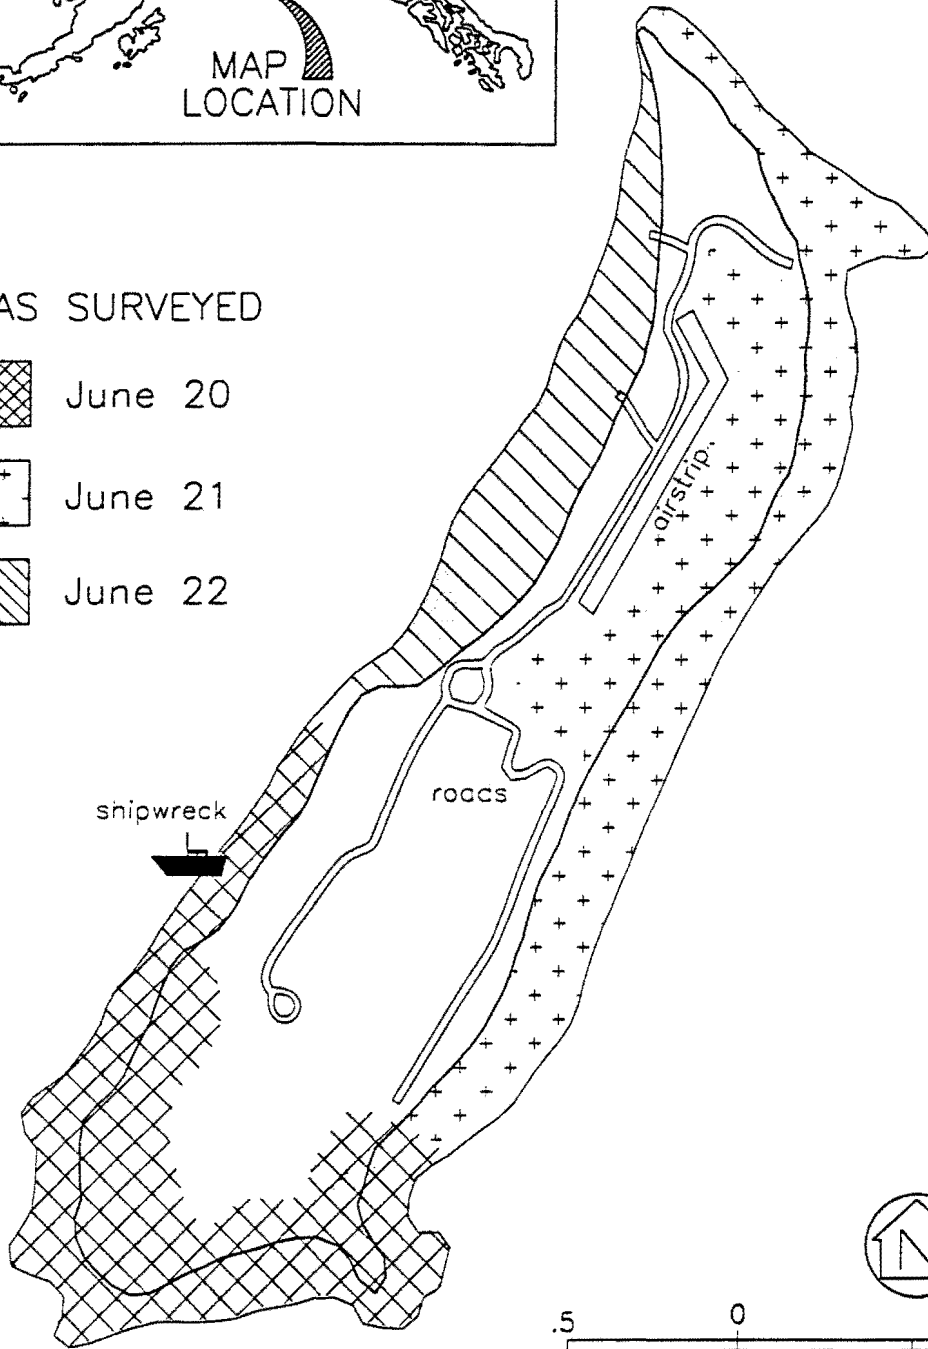 MAP
LOCATION
AS SURVEYED
June 20
June 21
June 22
airstrip
shipwreck
roads
N
.5
0